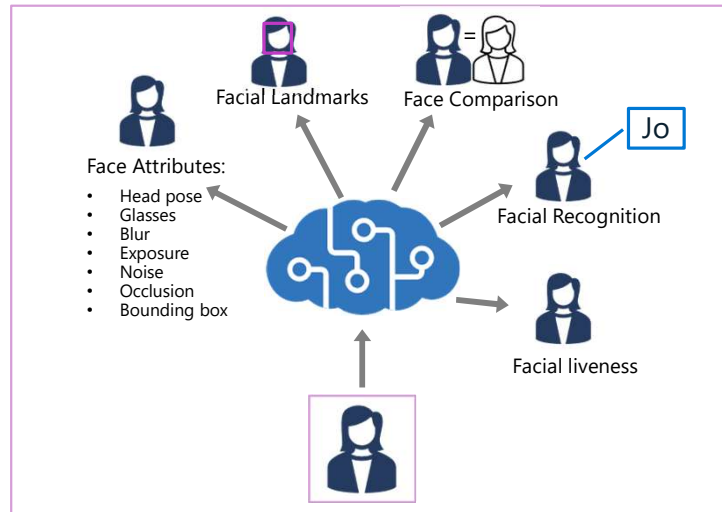 Facial Landmarks
=
Face Comparison
Jo
Face Attributes:
• Head pose
• Glasses
• Blur
• Exposure
• Noise
• Occlusion
• Bounding box
Facial Recognition
Facial liveness